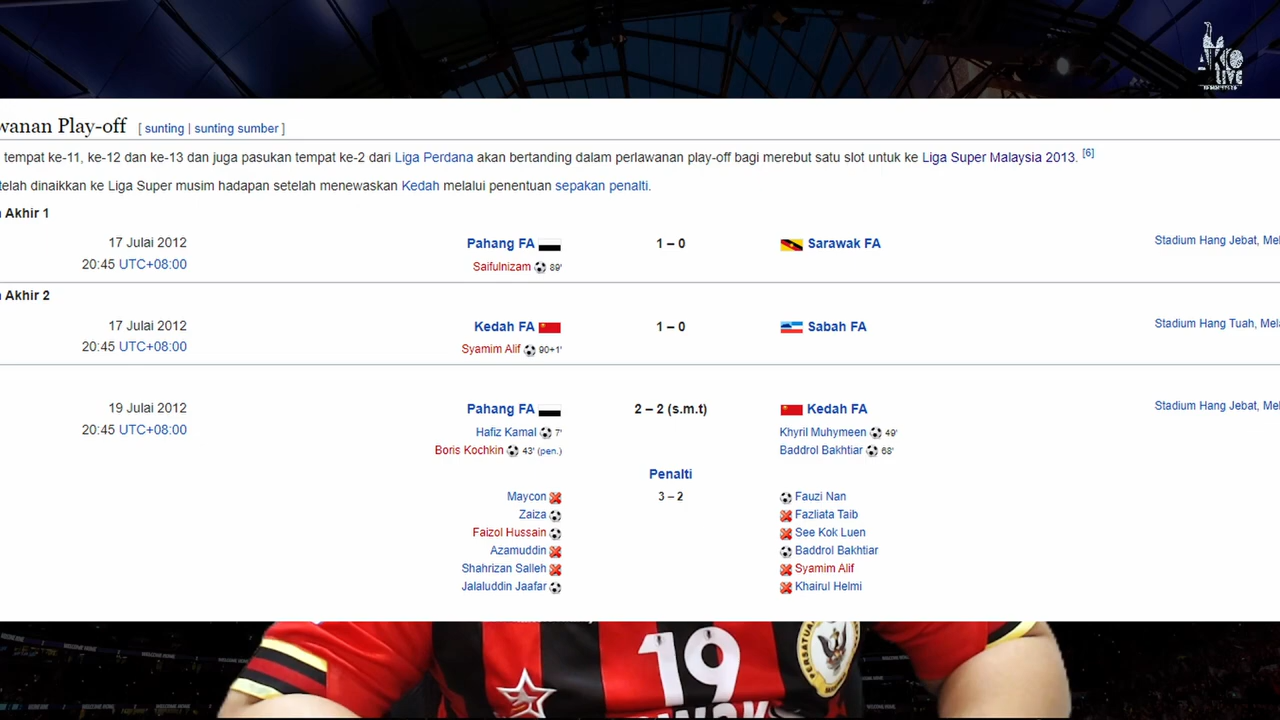 AKIO
LIVE
wanan Play-off [ sunting | sunting sumber ]
tempat ke-11, ke-12 dan ke-13 dan juga pasukan tempat ke-2 dari Liga Perdana akan bertanding dalam perlawanan play-off bagi merebut satu slot untuk ke Liga Super Malaysia 2013. [6]
telah dinaikkan ke Liga Super musim hadapan setelah menewaskan Kedah melalui penentuan sepakan penalti.
Akhir 1
17 Julai 2012 Pahang FA 1 – 0 Sarawak FA Stadium Hang Jebat, Mel
20:45 UTC+08:00 Saifulnizam 89'
Akhir 2
17 Julai 2012 Kedah FA 1 – 0 Sabah FA Stadium Hang Tuah, Mela
20:45 UTC+08:00 Syamim Alif 90+1'
19 Julai 2012 Pahang FA 2 – 2 (s.m.t) Kedah FA Stadium Hang Jebat, Mel
20:45 UTC+08:00 Hafiz Kamal 7' Khyril Muhymeen 49'
Boris Kochkin 43' (pen.) Baddrol Bakhtiar 68'
Penalti
Maycon 3 – 2 Fauzi Nan
Zaiza Fazliata Taib
Faizol Hussain See Kok Luen
Azamuddin Baddrol Bakhtiar
Shahrizan Salleh Syamim Alif
Jalaluddin Jaafar Khairul Helmi
19